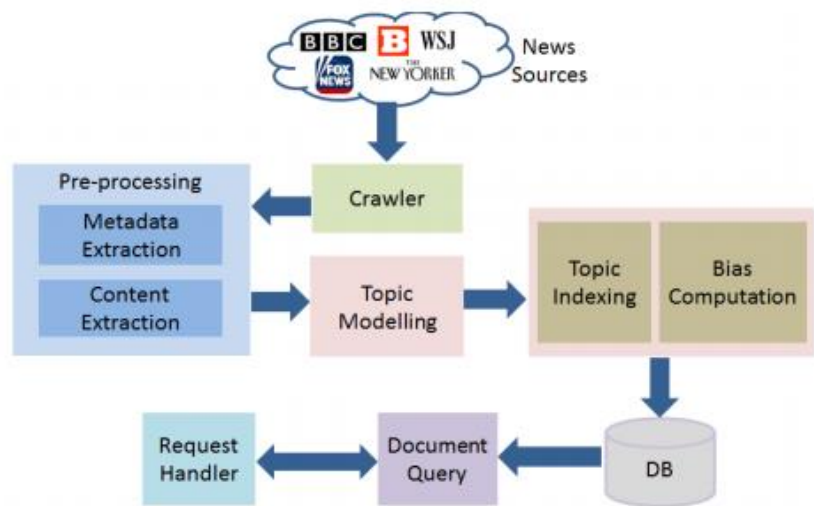 BBC B WSJ
News
Sources
FOX
NEWS
THE
NEW YORKER
Pre-processing
Crawler
Metadata
Extraction
Content
Extraction
Topic
Modelling
Topic
Indexing
Bias
Computation
Request
Handler
Document
Query
DB